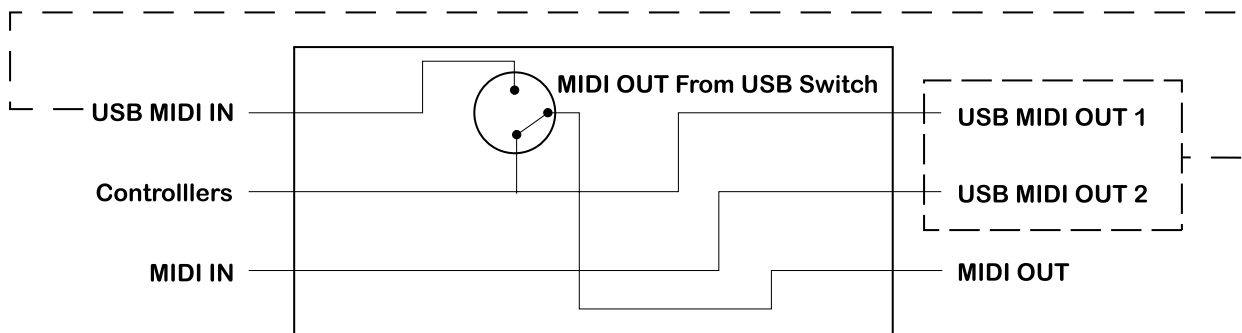 MIDI OUT From USB Switch
USB MIDI IN
USB MIDI OUT 1
Controlllers
USB MIDI OUT 2
MIDI IN
MIDI OUT